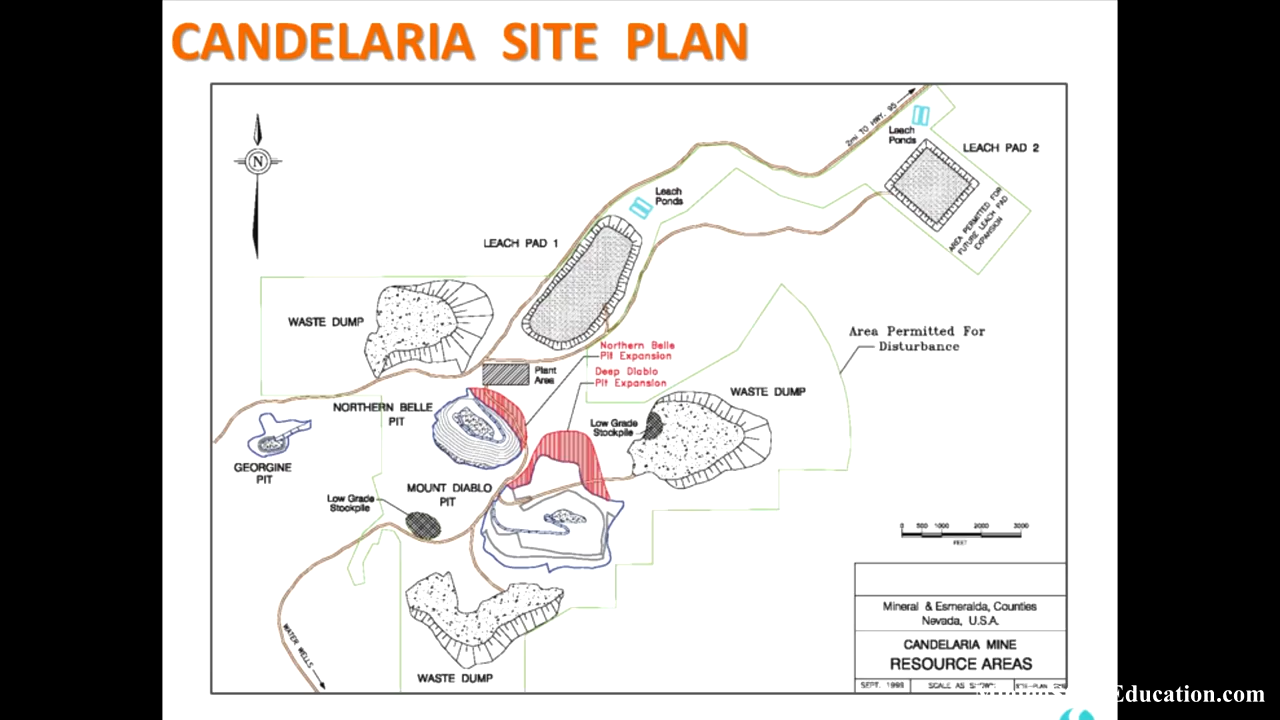 CANDELARIA SITE PLAN
2mi TO HWY. 95
Leach
Ponds
LEACH PAD 2
N
Leach
Ponds
AREA PERMITTED FOR
FUTURE LEACH PAD
EXPANSION
LEACH PAD 1
WASTE DUMP
Area Permitted For
Disturbance
Northern Belle
Pit Expansion
Plant
Area
Deep Diablo
Pit Expansion
WASTE DUMP
NORTHERN BELLE
PIT
Low Grade
Stockpile
GEORGINE
PIT
MOUNT DIABLO
PIT
Low Grade
Stockpile
0 500 1000 2000 3000
FEET
WATER WELLS
WASTE DUMP
Mineral & Esmeralda, Counties
Nevada, U.S.A.
CANDELARIA MINE
RESOURCE AREAS
SCALE AS SHOWN
Education.com